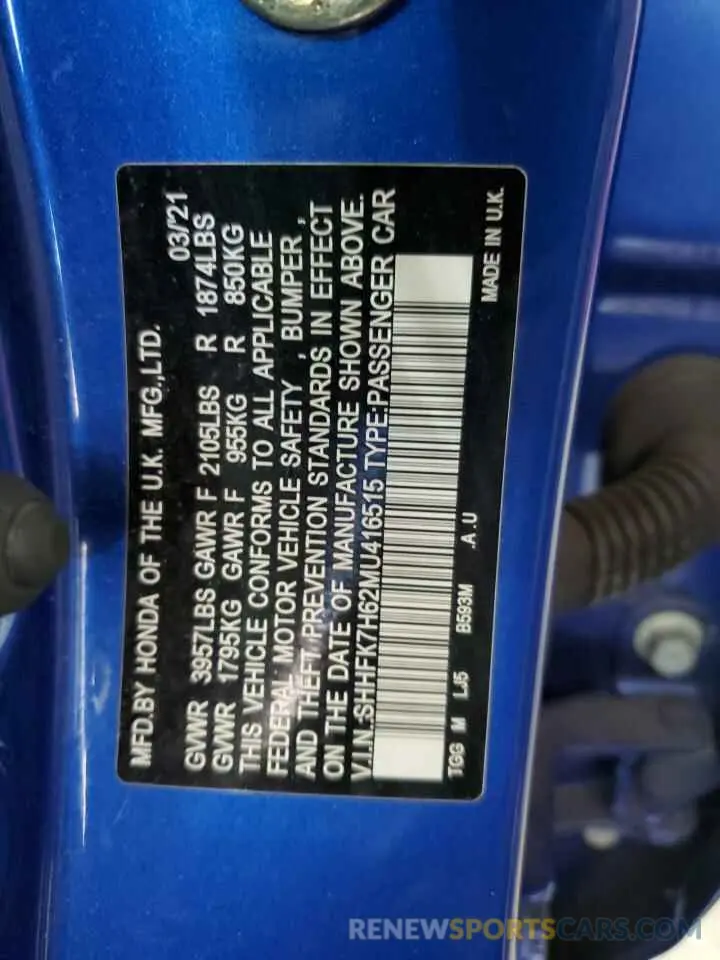 MFD.BY HONDA OF THE U.K. MFG.,LTD. 03/'21
GVWR 3957LBS GAWR F 2105LBS R 1874LBS
GVWR 1795KG GAWR F 955KG R 850KG
THIS VEHICLE CONFORMS TO ALL APPLICABLE
FEDERAL MOTOR VEHICLE SAFETY , BUMPER ,
AND THEFT PREVENTION STANDARDS IN EFFECT
ON THE DATE OF MANUFACTURE SHOWN ABOVE.
V.I.N:SHHFK7H62MU416515 TYPE:PASSENGER CAR
TGG M LJ5 B593M .A.U MADE IN U.K.
RENEWSPORTSCARS.COM